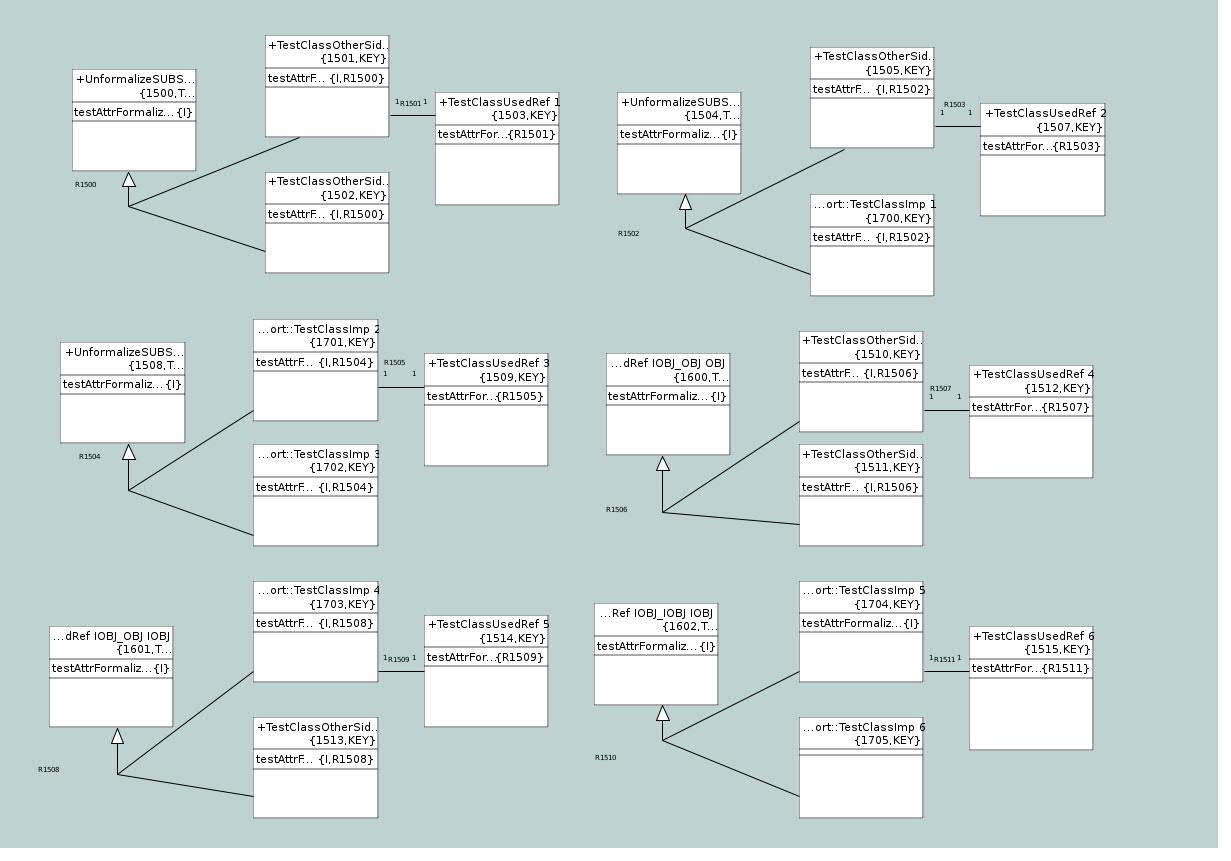 +UnformalizeSUBS...
{1500,T...
testAttrFormaliz... {I}
R1500
+TestClassOtherSid..
{1501,KEY}
testAttrF... {I,R1500}
1 R1501 1
+TestClassUsedRef 1
{1503,KEY}
testAttrFor...{R1501}
+TestClassOtherSid..
{1502,KEY}
testAttrF... {I,R1500}
+UnformalizeSUBS...
{1504,T...
testAttrFormaliz... {I}
R1502
+TestClassOtherSid..
{1505,KEY}
testAttrF... {I,R1502}
R1503
1 1
+TestClassUsedRef 2
{1507,KEY}
testAttrFor...{R1503}
...ort::TestClassImp 1
{1700,KEY}
testAttrF... {I,R1502}
+UnformalizeSUBS...
{1508,T...
testAttrFormaliz... {I}
R1504
...ort::TestClassImp 2
{1701,KEY}
testAttrF... {I,R1504}
R1505
1 1
+TestClassUsedRef 3
{1509,KEY}
testAttrFor...{R1505}
...ort::TestClassImp 3
{1702,KEY}
testAttrF... {I,R1504}
...dRef IOBJ_OBJ OBJ
{1600,T...
testAttrFormaliz... {I}
R1506
+TestClassOtherSid..
{1510,KEY}
testAttrF... {I,R1506}
R1507
1 1
+TestClassUsedRef 4
{1512,KEY}
testAttrFor...{R1507}
+TestClassOtherSid..
{1511,KEY}
testAttrF... {I,R1506}
...dRef IOBJ_OBJ IOBJ
{1601,T...
testAttrFormaliz... {I}
R1508
...ort::TestClassImp 4
{1703,KEY}
testAttrF... {I,R1508}
1 R1509 1
+TestClassUsedRef 5
{1514,KEY}
testAttrFor...{R1509}
+TestClassOtherSid..
{1513,KEY}
testAttrF... {I,R1508}
...Ref IOBJ_IOBJ IOBJ
{1602,T...
testAttrFormaliz... {I}
R1510
...ort::TestClassImp 5
{1704,KEY}
testAttrFormaliz... {I}
1 R1511 1
+TestClassUsedRef 6
{1515,KEY}
testAttrFor...{R1511}
...ort::TestClassImp 6
{1705,KEY}